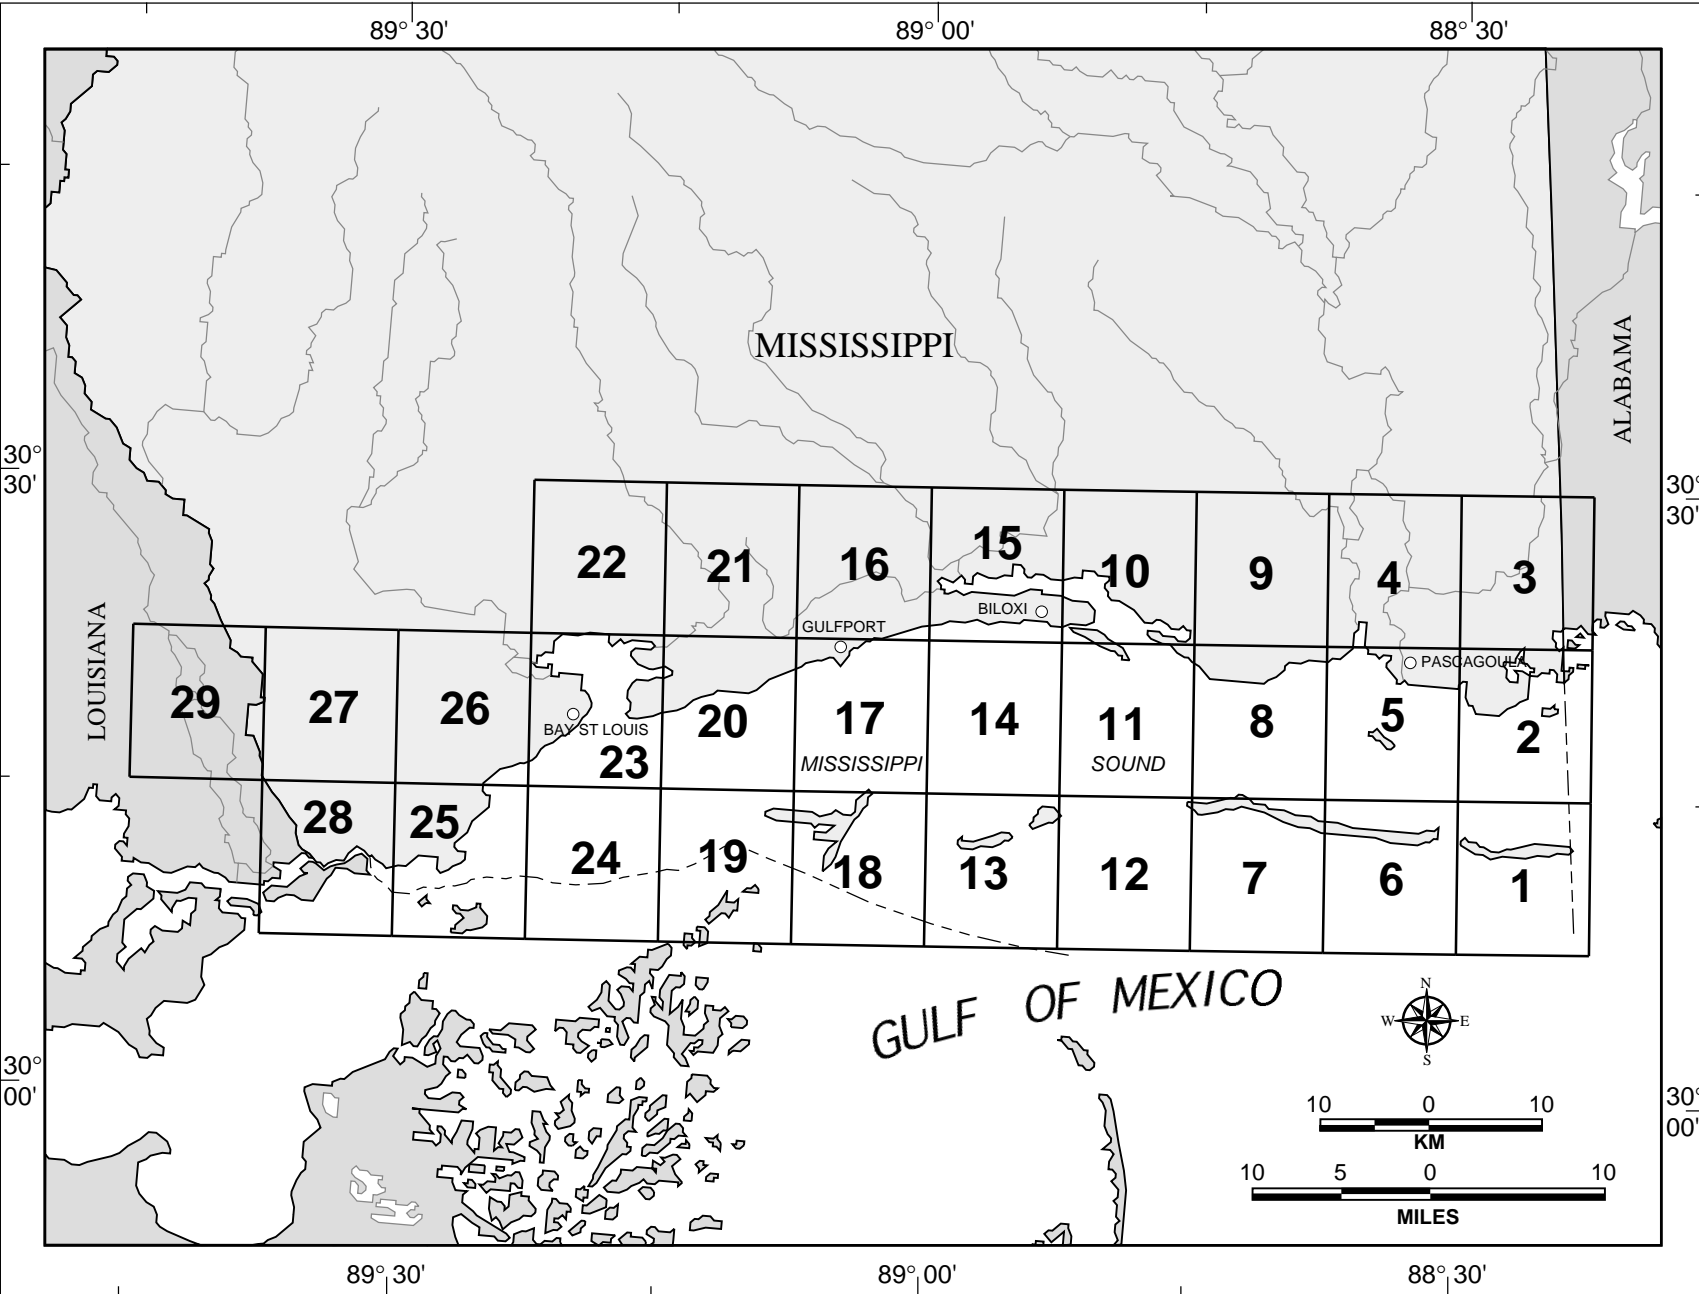 89° 30' 89° 00' 88° 30'
MISSISSIPPI
ALABAMA
30°
30'
30°
30'
15
22 21 16 10 9 4 3
BILOXI
GULFPORT
LOUISIANA
PASCAGOULA
29 27 26 20 17 14 11 8 5 2
BAY ST LOUIS
23
MISSISSIPPI SOUND
28 25
24 19 18 13 12 7 6 1
GULF OF MEXICO
N
W E
S
30°
00'
30°
00'
10 0 10
KM
10 5 0 10
MILES
89° 30' 89° 00' 88° 30'